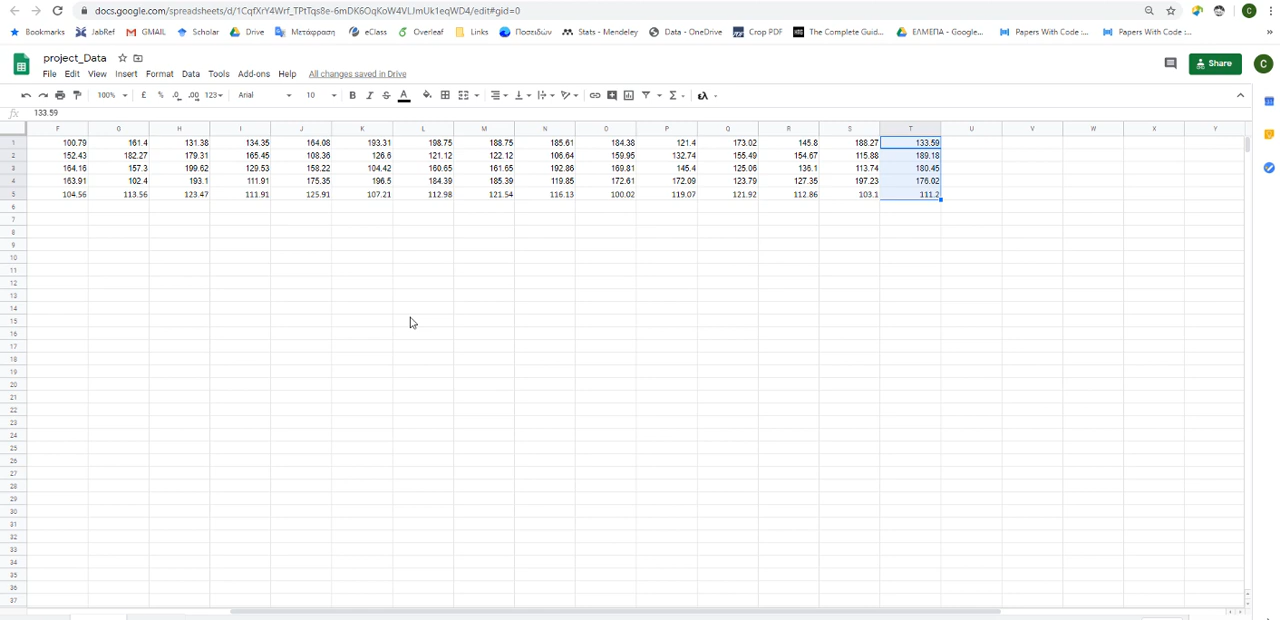 docs.google.com/spreadsheets/d/1CqfXrY4Wrf_TPtTqs8e-6mDK6OqKoW4VLJmUk1eqWD4/edit#gid=0
C
Bookmarks JabRef GMAIL Scholar Drive Μετάφραση eClass Overleaf Links Ποσειδών Stats - Mendeley Data - OneDrive Crop PDF The Complete Guid... ΕΛΜΕΠΑ - Google... Papers With Code :... Papers With Code :... »
project_Data
File Edit View Insert Format Data Tools Add-ons Help All changes saved in Drive
Share C
100% £ % .0 .00 123 Arial 10 B I S A Σ
fx 133.59
F G H I J K L M N O P Q R S T U V W X Y
1 100.79 161.4 131.38 134.35 164.08 193.31 198.75 188.75 185.61 184.38 121.4 173.02 145.8 188.27 133.59
2 152.43 182.27 179.31 165.45 108.36 126.6 121.12 122.12 106.64 159.95 132.74 155.49 154.67 115.88 189.18
3 164.16 157.3 199.62 129.53 158.22 104.42 160.65 161.65 192.86 169.81 145.4 125.06 136.1 113.74 180.45
4 163.91 102.4 193.1 111.91 175.35 196.5 184.39 185.39 119.85 172.61 172.09 123.79 127.35 197.23 176.02
5 104.56 113.56 123.47 111.91 125.91 107.21 112.98 121.54 116.13 100.02 119.07 121.92 112.86 103.1 111.2
6
7
8
9
10
11
12
13
14
15
16
17
18
19
20
21
22
23
24
25
26
27
28
29
30
31
32
33
34
35
36
37